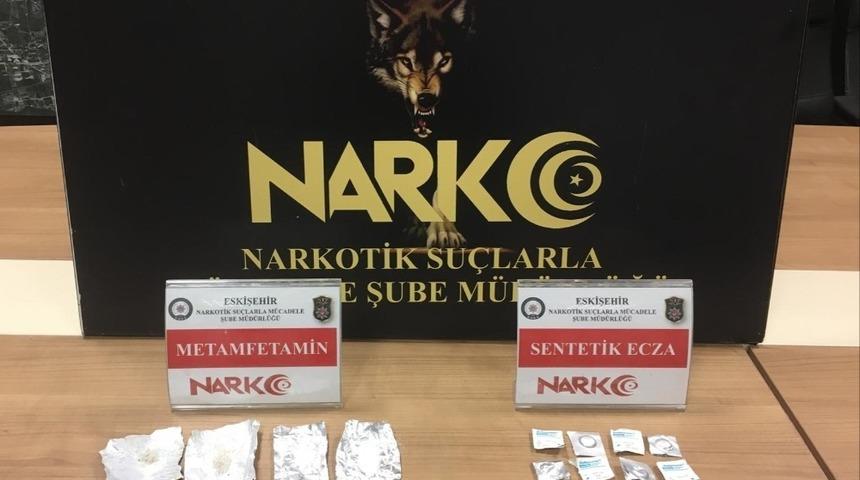 NARKO
NARKOTİK SUÇLARLA
E ŞUBE MÜD
ESKİŞEHİR
NARKOTİK SUÇLARLA MÜCADELE
ŞUBE MÜDÜRLÜĞÜ
METAMFETAMİN
NARKO
ESKİŞEHİR
NARKOTİK SUÇLARLA MÜCADELE
ŞUBE MÜDÜRLÜĞÜ
SENTETİK ECZA
NARKO